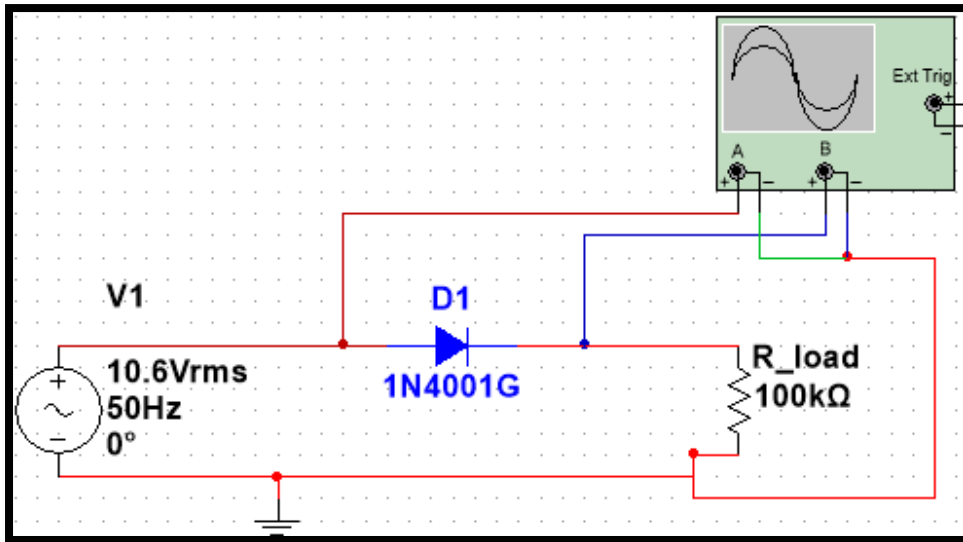 Ext Trig
+
−
A
B
+
−
+
−
V1
D1
10.6Vrms
50Hz
0°
+
−
1N4001G
R_load
100kΩ